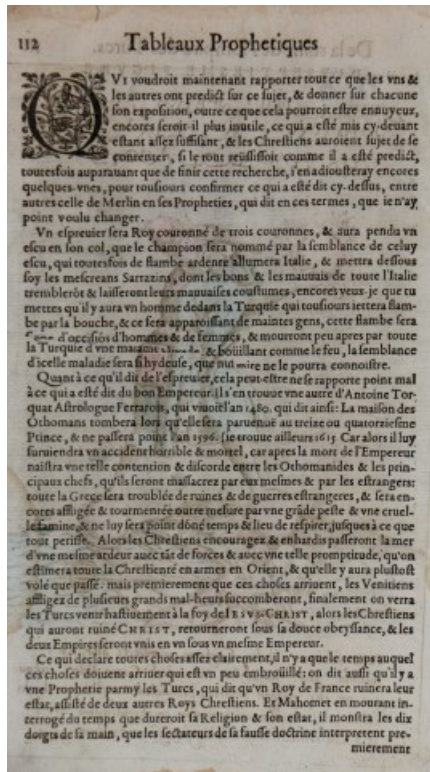 112 Tableaux Prophetiques
QVI voudroit maintenant rapporter tout ce que les vns &
les autres ont predict sur ce sujet, & donner sur chacune
son exposition, outre ce que cela pourroit estre ennuyeux,
encores seroit-il plus inutile, ce qui a esté mis cy-deuant
estant assez suffisant, & les Chrestiens auroient sujet de se
contenter, si le tout reüssissoit comme il a esté predict,
toutesfois auparauant que de finir cette recherche, i'en adiousteray encores
quelques-vnes, pour tousiours confirmer ce qui a esté dit cy-dessus, entre
autres celle de Merlin en ses Propheties, qui dit en ces termes, que ie n'ay
point voulu changer.
Vn espreuier sera Roy couronné de trois couronnes, & aura pendu vn
escu en son col, que le champion sera nommé par la semblance de celuy
escu, qui toutesfois de flambe ardente allumera Italie, & mettra dessous
soy les mescreans Sarrazins, dont les bons & les mauuais de toute l'Italie
tremblerõt & laisseront leurs mauuaises coustumes, encores veux-je que tu
mettes qu'il y aura vn homme dedans la Turquie qui tousiours iettera flam-
be par la bouche, & ce sera apparoissant de maintes gens, cette flambe sera
d'occisiõs d'hommes & de femmes, & mourront peu apres par toute
la Turquie d'vne & boüillant comme le feu, la semblance
d'icelle maladie sera si hydeuse, que nul mire ne le pourra connoistre.
Quant à ce qu'il dit de l'espreuier, cela peut-estre ne se rapporte point mal
à ce qui a esté dit du bon Empereur. il s'en trouue vne autre d'Antoine Tor-
quat Astrologue Ferrarois, qui viuoit l'an 1480. qui dit ainsi: La maison des
Othomans tombera lors qu'elle sera paruenuë au treize ou quatorziesme
Prince, & ne passera point l'an 1596. (ie trouue ailleurs 1615 Car alors il luy
suruiendra vn accident horrible & mortel, car apres la mort de l'Empereur
naistra vne telle contention & discorde entre les Othomanides & les prin-
cipaux chefs, qu'ils seront massacrez par eux mesmes & par les estrangers:
toute la Grece sera troublée de ruines & de guerres estrangeres, & sera en-
cores affligée & tourmentée outre mesure par vne grãde peste & vne cruel-
le famine, & ne luy sera point dõné temps & lieu de respirer, jusques à ce que
tout perisse. Alors les Chrestiens encouragez & enhardis passeront la mer
d'vne mesme ardeur auec tãt de forces & auec vne telle promptitude, qu'on
estimera toute la Chrestienté en armes en Orient, & qu'elle y aura plustost
volé que passé. mais premierement que ces choses arriuent, les Venitiens
affligez de plusieurs grands mal-heurs succomberont, finalement on verra
les Turcs venir hastiuement à la foy de IESVS-CHRIST, alors les Chrestiens
qui auront ruiné CHRIST, retourneront sous sa douce obeyssance, & les
deux Empires seront vnis en vn sous vn mesme Empereur.
Ce qui declare toutes choses assez clairement, il n'y a que le temps auquel
ces choses doiuent arriuer qui est vn peu embroüillé: on dit aussi qu'il y a
vne Prophetie parmy les Turcs, qui dit qu'vn Roy de France ruinera leur
estat, assisté de deux autres Roys Chrestiens. Et Mahomet en mourant in-
terrogé du temps que dureroit sa Religion & son estat, il monstra les dix
doigts de sa main, que les sectateurs de sa fausse doctrine interpretent pre-
mierement